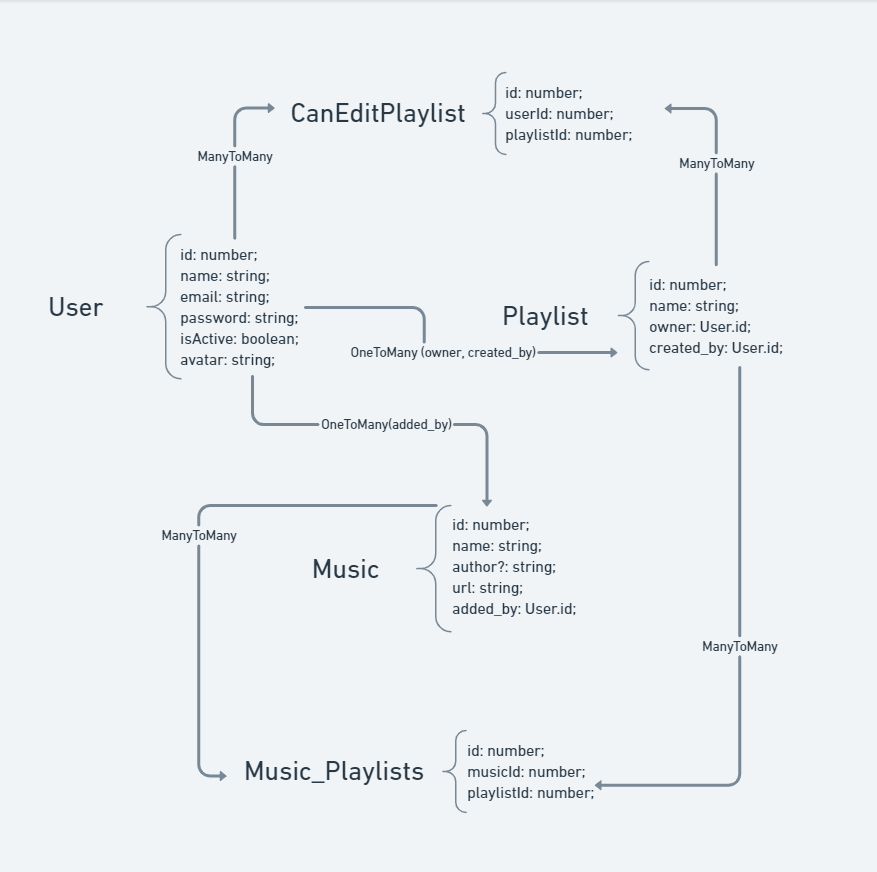 CanEditPlaylist
id: number;
userId: number;
playlistId: number;
ManyToMany
ManyToMany
User
id: number;
name: string;
email: string;
password: string;
isActive: boolean;
avatar: string;
Playlist
id: number;
name: string;
owner: User.id;
created_by: User.id;
OneToMany (owner, created_by)
OneToMany(added_by)
ManyToMany
Music
id: number;
name: string;
author?: string;
url: string;
added_by: User.id;
ManyToMany
Music_Playlists
id: number;
musicId: number;
playlistId: number;